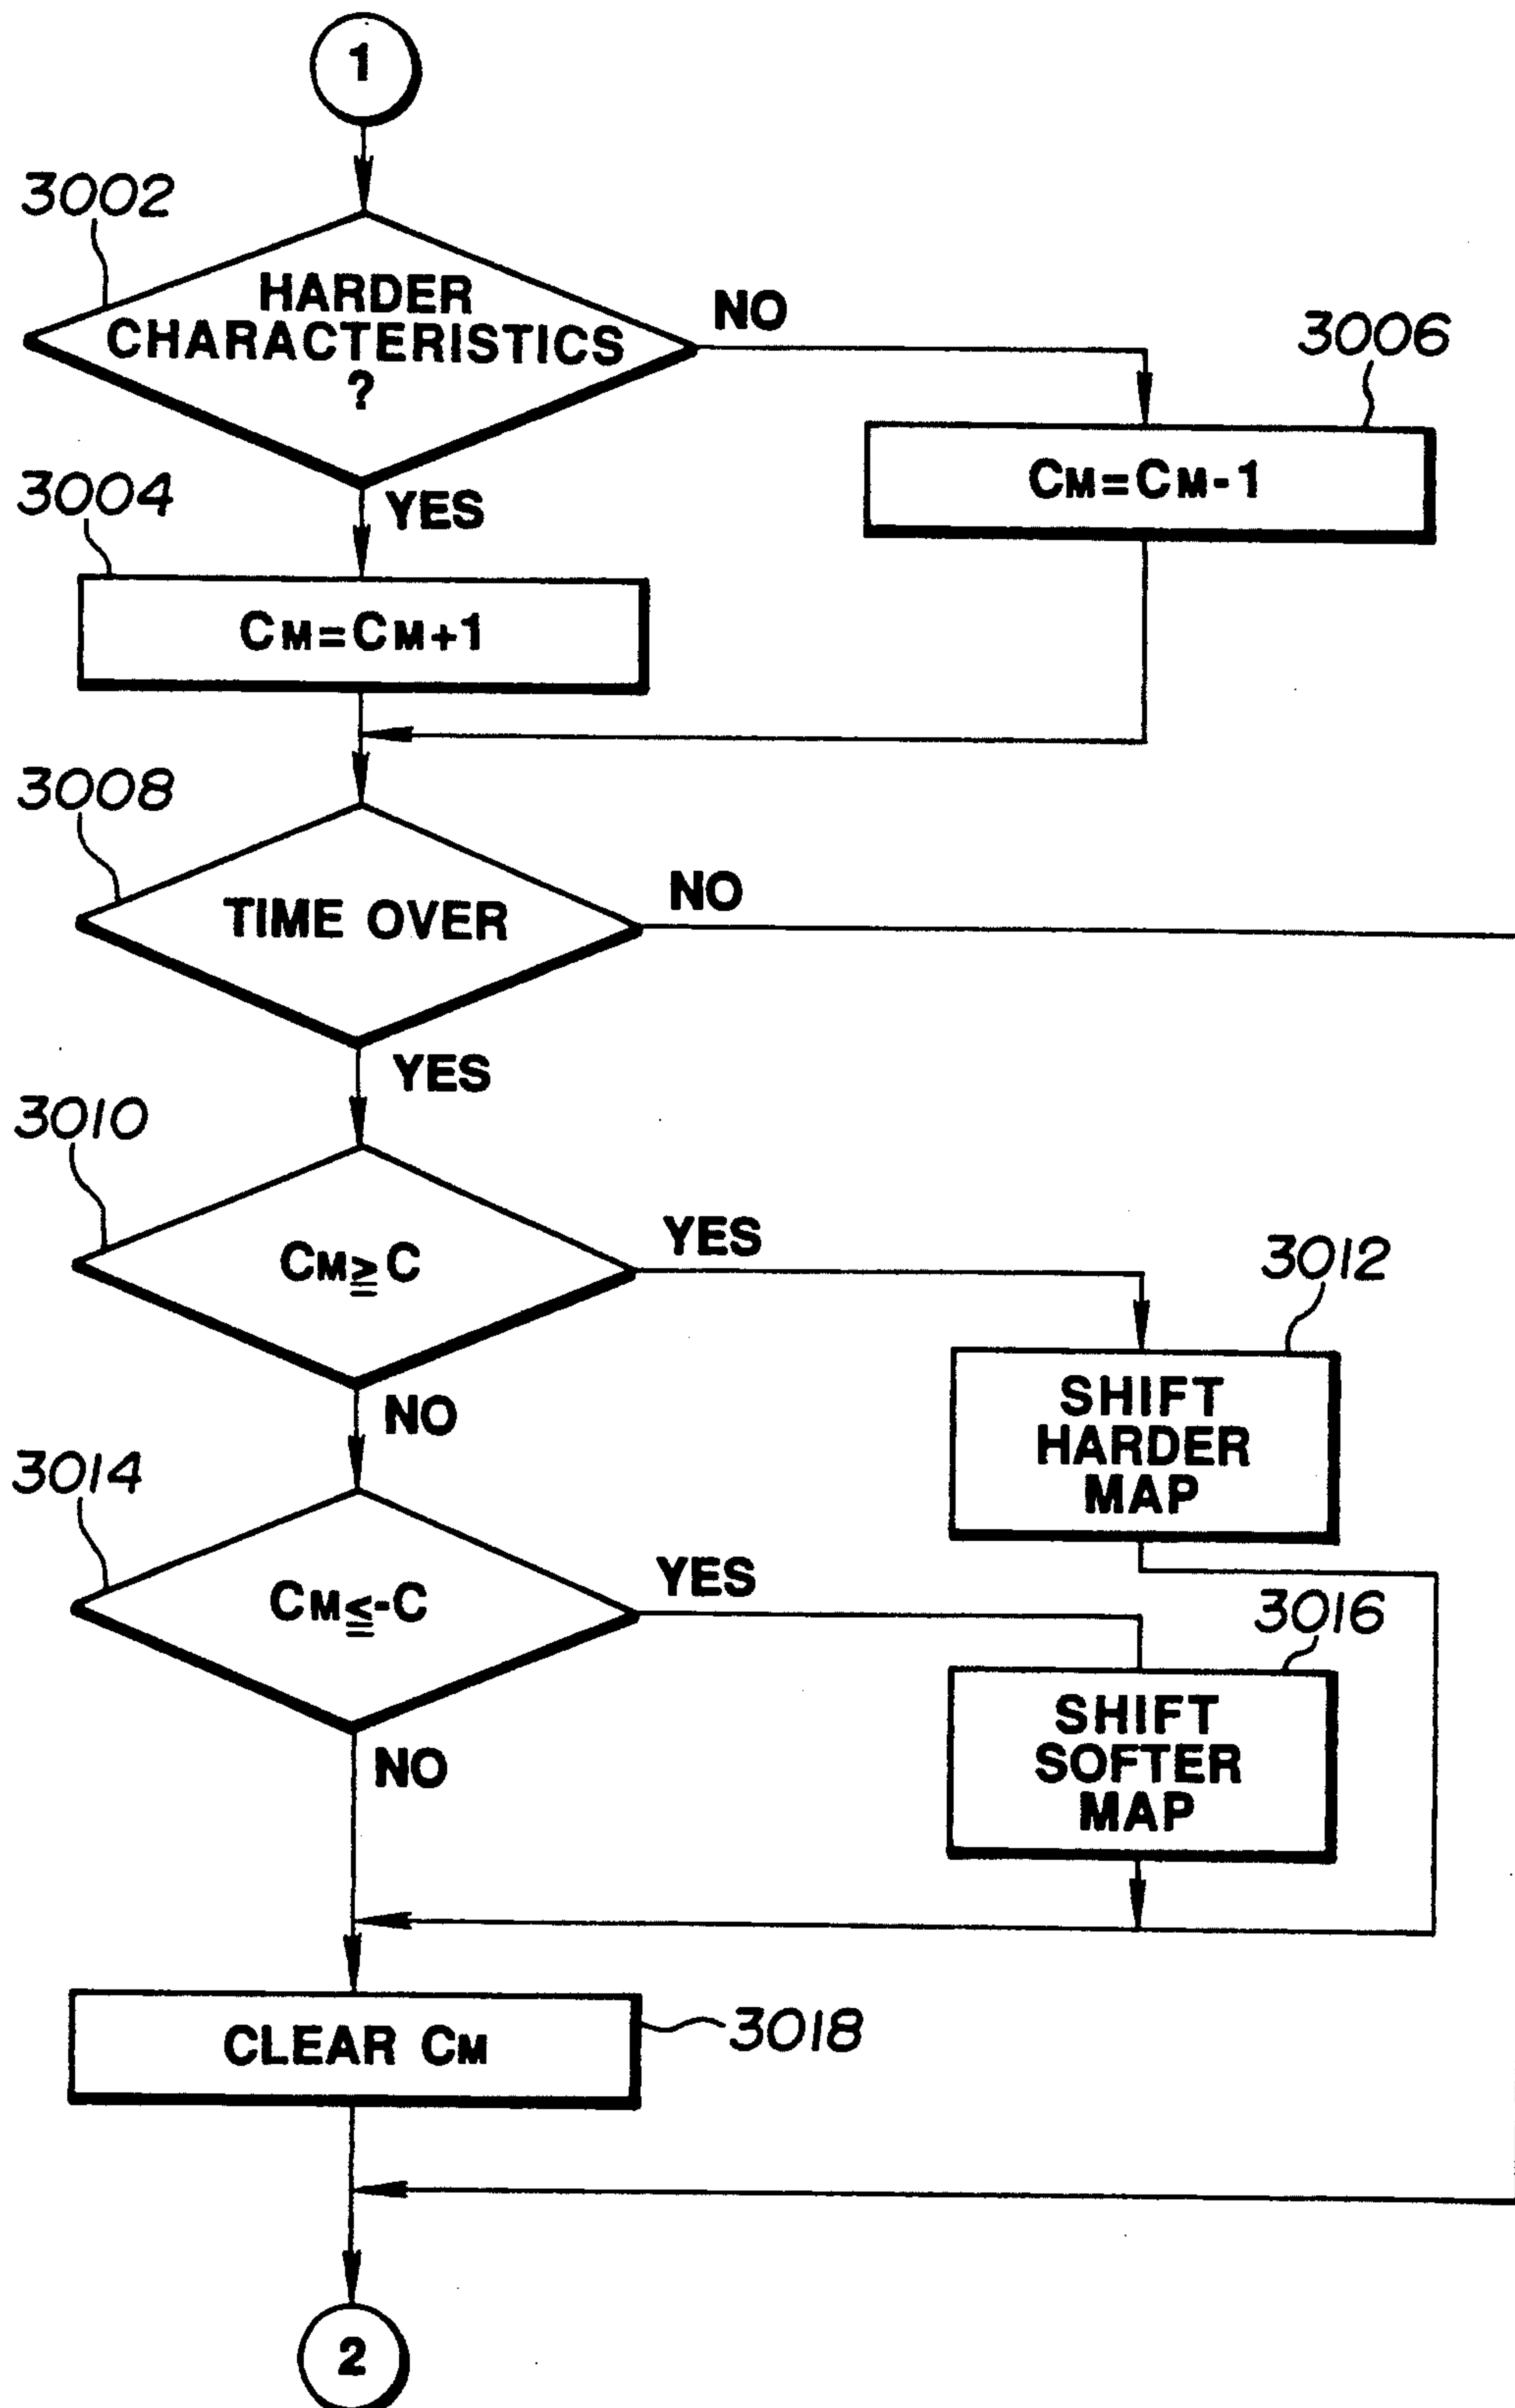 1
3002
HARDER
CHARACTERISTICS
?
NO
3006
CM=CM-1
3004
YES
CM=CM+1
3008
TIME OVER
NO
YES
3010
CM≧C
YES
3012
SHIFT
HARDER
MAP
NO
3014
CM≦-C
YES
3016
SHIFT
SOFTER
MAP
NO
CLEAR CM
3018
2